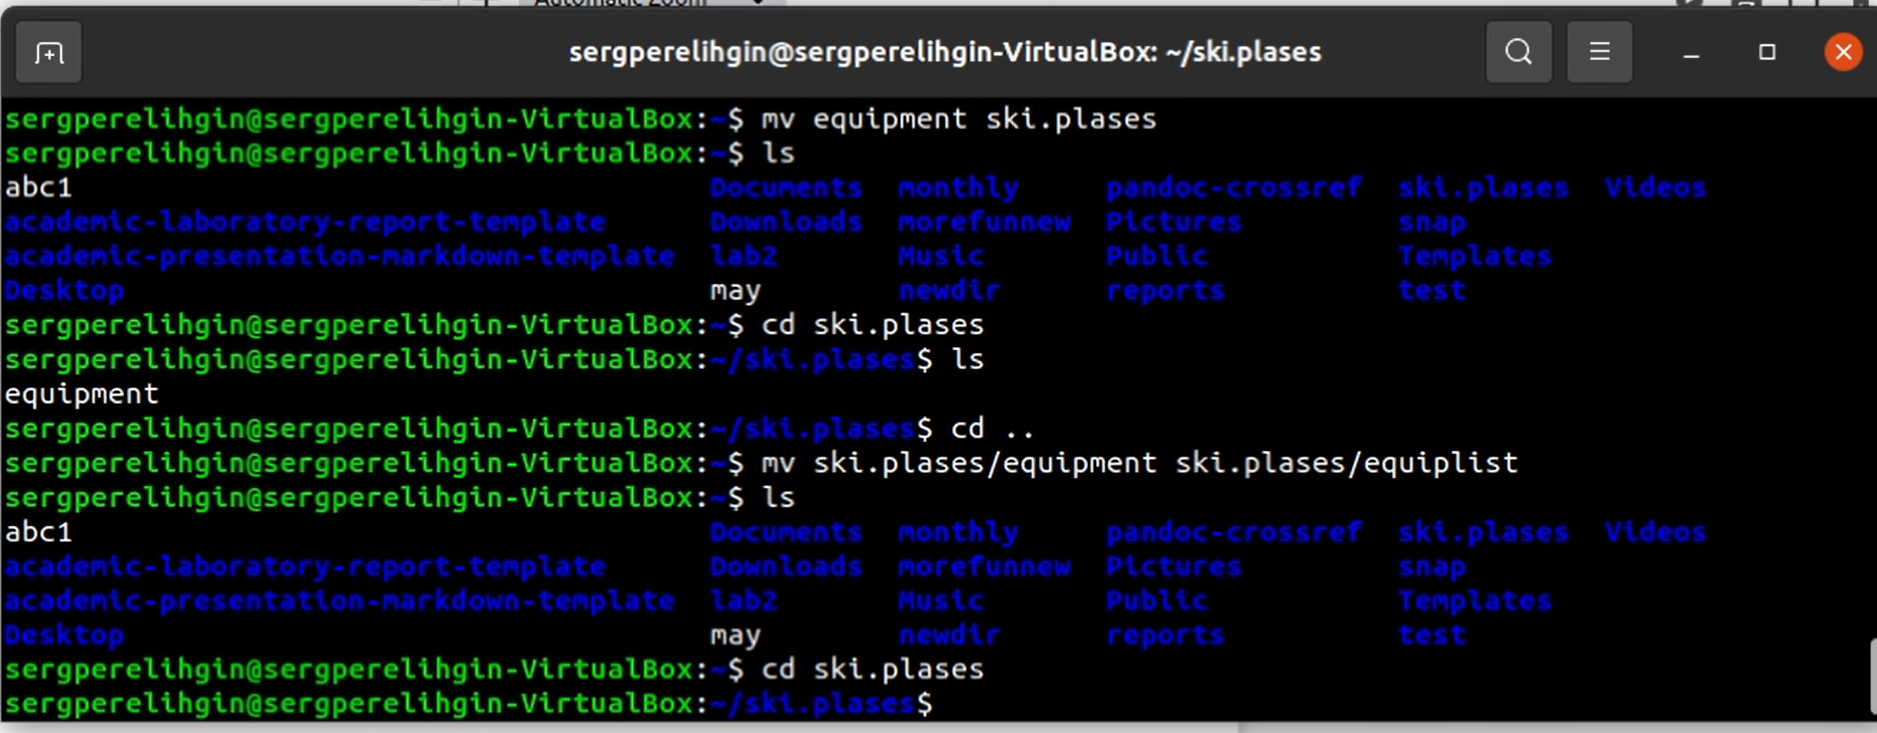 Automatic Zoom
sergperelihgin@sergperelihgin-VirtualBox: ~/ski.plases
sergperelihgin@sergperelihgin-VirtualBox:~$ mv equipment ski.plases
sergperelihgin@sergperelihgin-VirtualBox:~$ ls
abc1 Documents monthly pandoc-crossref ski.plases Videos
academic-laboratory-report-template Downloads morefunnew Pictures snap
academic-presentation-markdown-template lab2 Music Public Templates
Desktop may newdir reports test
sergperelihgin@sergperelihgin-VirtualBox:~$ cd ski.plases
sergperelihgin@sergperelihgin-VirtualBox:~/ski.plases$ ls
equipment
sergperelihgin@sergperelihgin-VirtualBox:~/ski.plases$ cd ..
sergperelihgin@sergperelihgin-VirtualBox:~$ mv ski.plases/equipment ski.plases/equiplist
sergperelihgin@sergperelihgin-VirtualBox:~$ ls
abc1 Documents monthly pandoc-crossref ski.plases Videos
academic-laboratory-report-template Downloads morefunnew Pictures snap
academic-presentation-markdown-template lab2 Music Public Templates
Desktop may newdir reports test
sergperelihgin@sergperelihgin-VirtualBox:~$ cd ski.plases
sergperelihgin@sergperelihgin-VirtualBox:~/ski.plases$